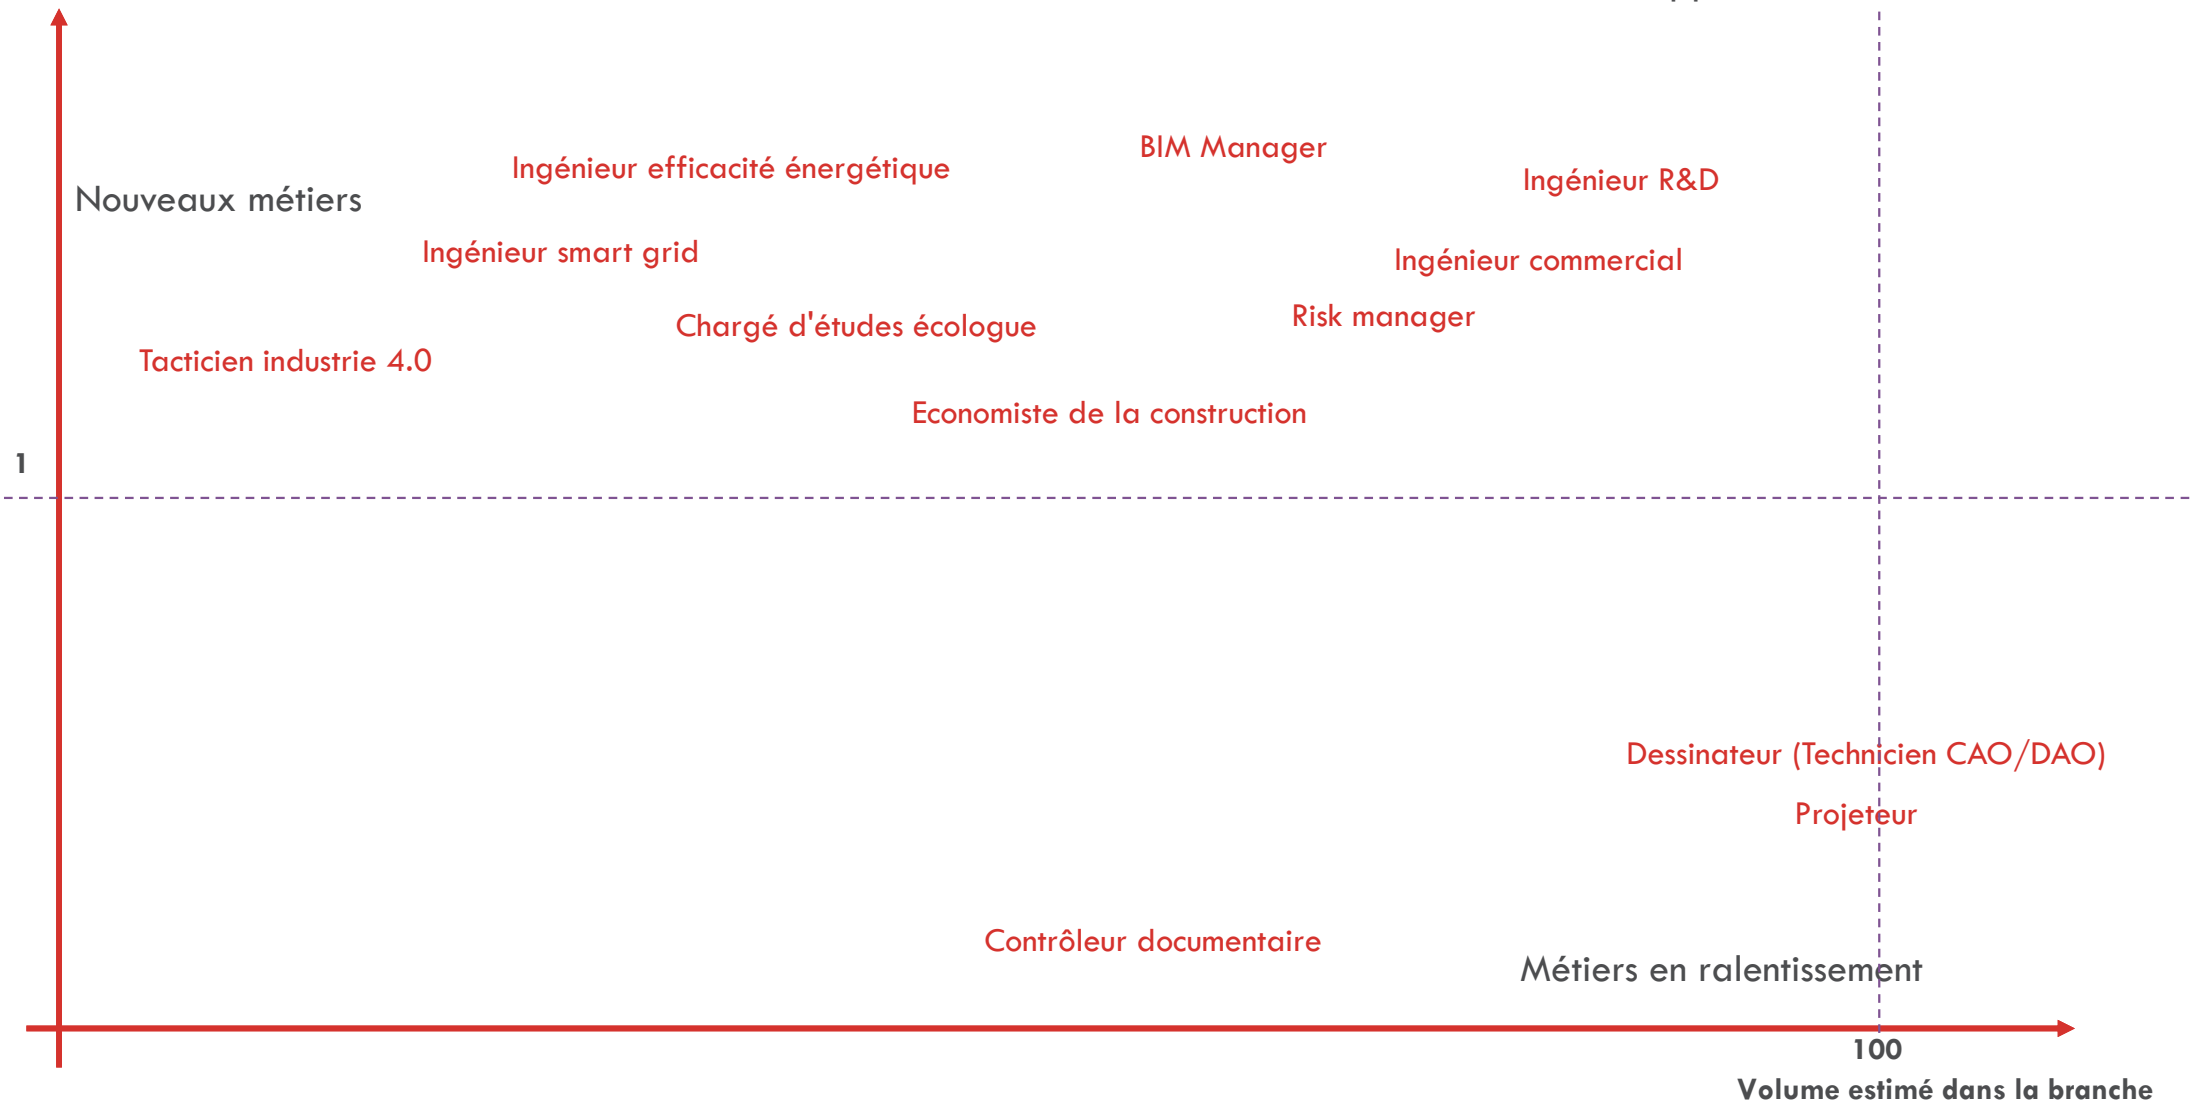 BIM Manager
Ingénieur efficacité énergétique
Ingénieur R&D
Nouveaux métiers
Ingénieur smart grid
Ingénieur commercial
Risk manager
Chargé d'études écologue
Tacticien industrie 4.0
Economiste de la construction
1
Dessinateur (Technicien CAO/DAO)
Projeteur
Contrôleur documentaire
Métiers en ralentissement
100
Volume estimé dans la branche